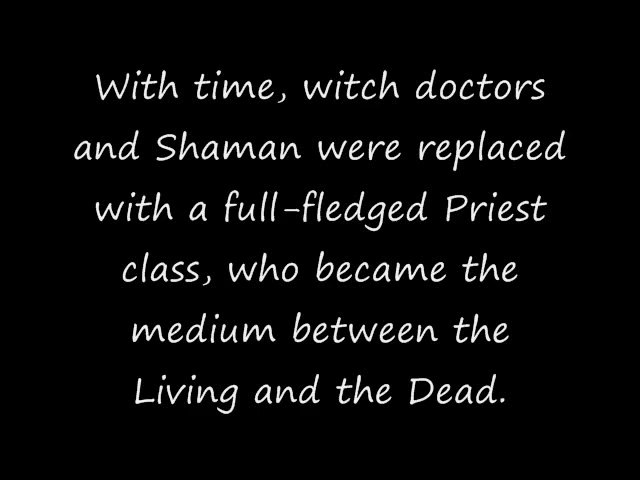 With time, witch doctors
and Shaman were replaced
with a full-fledged Priest
class, who became the
medium between the
Living and the Dead.